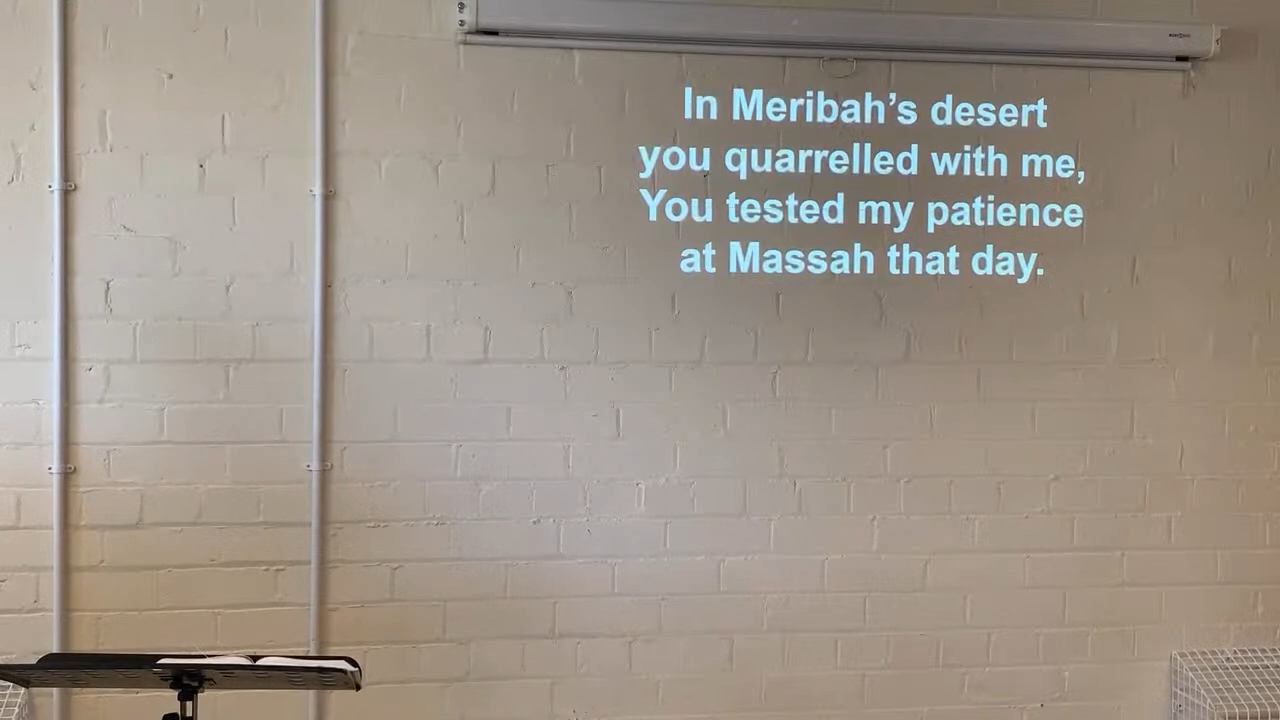 In Meribah’s desert
you quarrelled with me,
You tested my patience
at Massah that day.